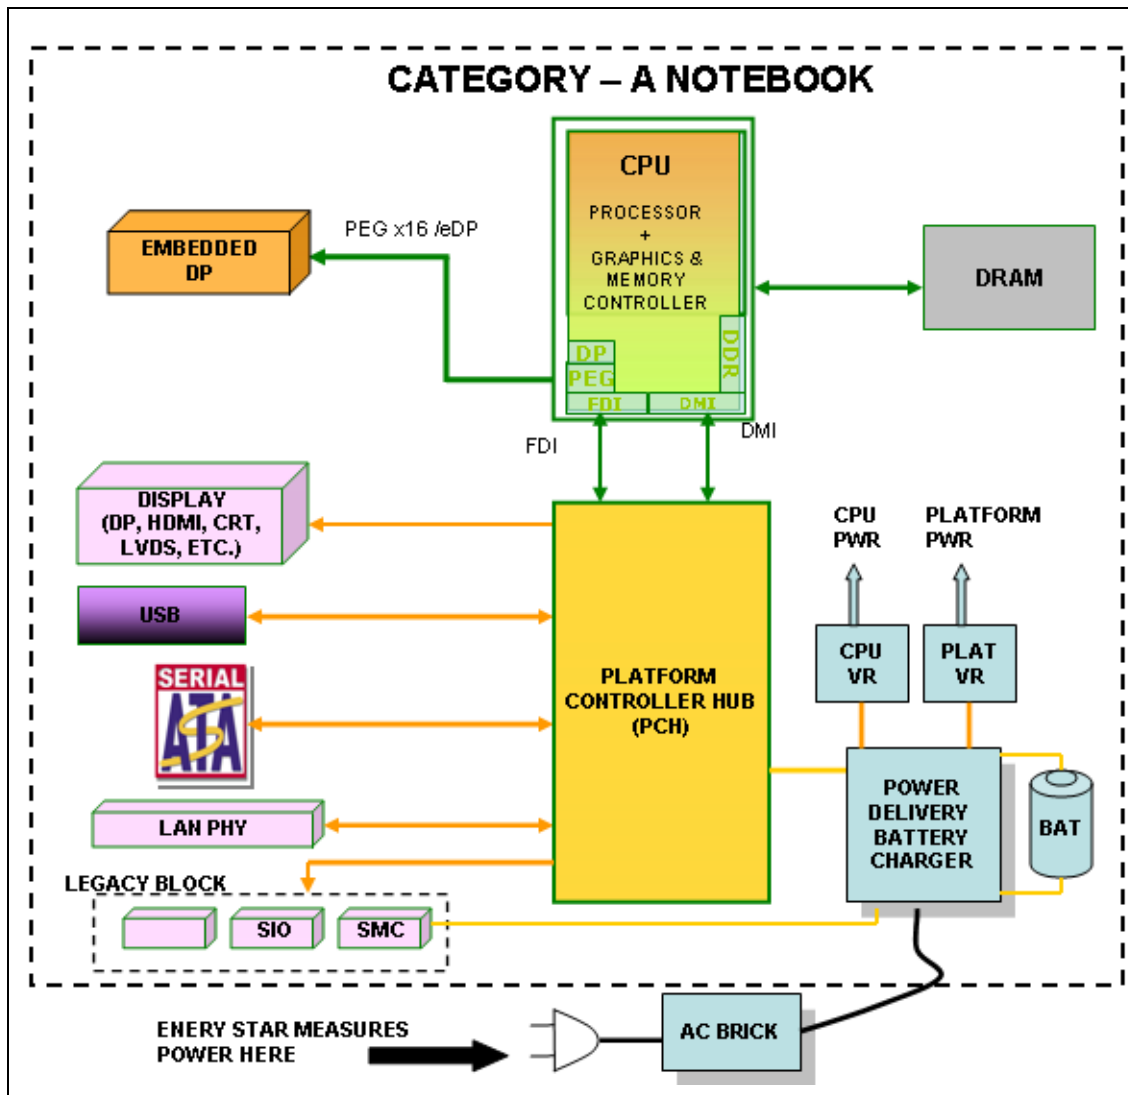 CATEGORY – A NOTEBOOK
CPU
PROCESSOR
+
GRAPHICS &
MEMORY
CONTROLLER
DP
PEG
FDI
DMI
DDR
PEG x16 /eDP
EMBEDDED
DP
DRAM
FDI
DMI
DISPLAY
(DP, HDMI, CRT,
LVDS, ETC.)
USB
SERIAL
ATA
LAN PHY
LEGACY BLOCK
SIO
SMC
PLATFORM
CONTROLLER HUB
(PCH)
CPU
PWR
PLATFORM
PWR
CPU
VR
PLAT
VR
POWER
DELIVERY
BATTERY
CHARGER
BAT
ENERY STAR MEASURES
POWER HERE
AC BRICK